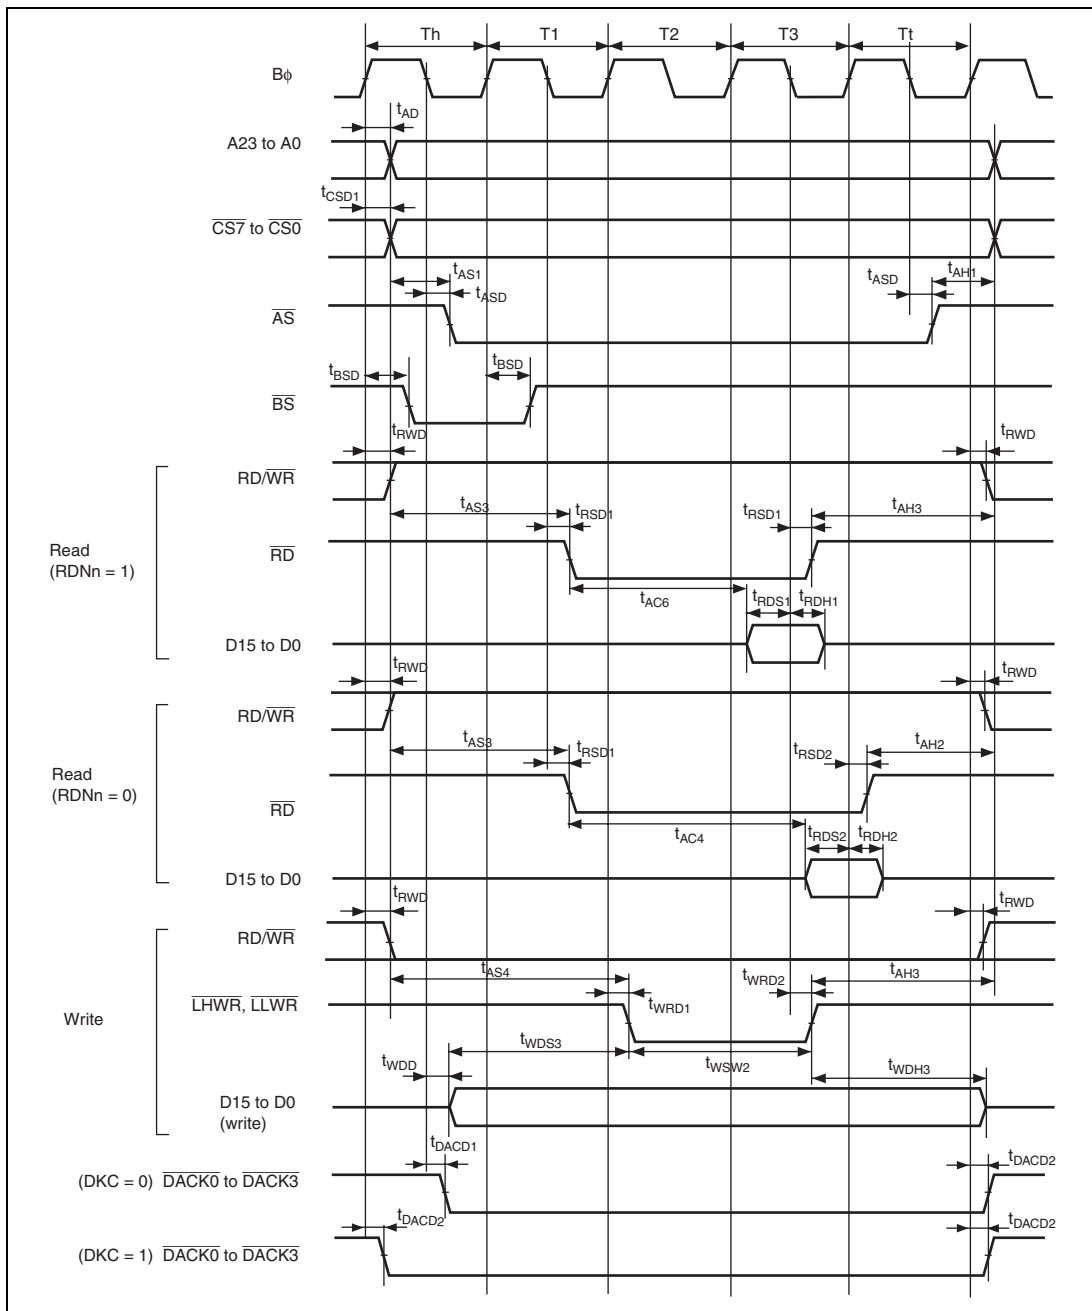 Th T1 T2 T3 Tt
Bϕ
tAD
A23 to A0
tCSD1
CS7 to CS0
tAS1 tASD tASD tAH1
AS
tBSD tBSD
BS
tRWD tRWD
RD/WR
tAS3 tRSD1 tRSD1 tAH3
Read
(RDNn = 1)
RD
tAC6 tRDS1 tRDH1
D15 to D0
tRWD tRWD
RD/WR
tAS3 tRSD1 tRSD2 tAH2
Read
(RDNn = 0)
RD
tAC4 tRDS2 tRDH2
D15 to D0
tRWD tRWD
RD/WR
tAS4 tWRD1 tWRD2 tAH3
LHWR, LLWR
Write
tWDD tWDS3 tWSW2 tWDH3
D15 to D0
(write)
tDACD1 tDACD2
(DKC = 0) DACK0 to DACK3
tDACD2 tDACD2
(DKC = 1) DACK0 to DACK3